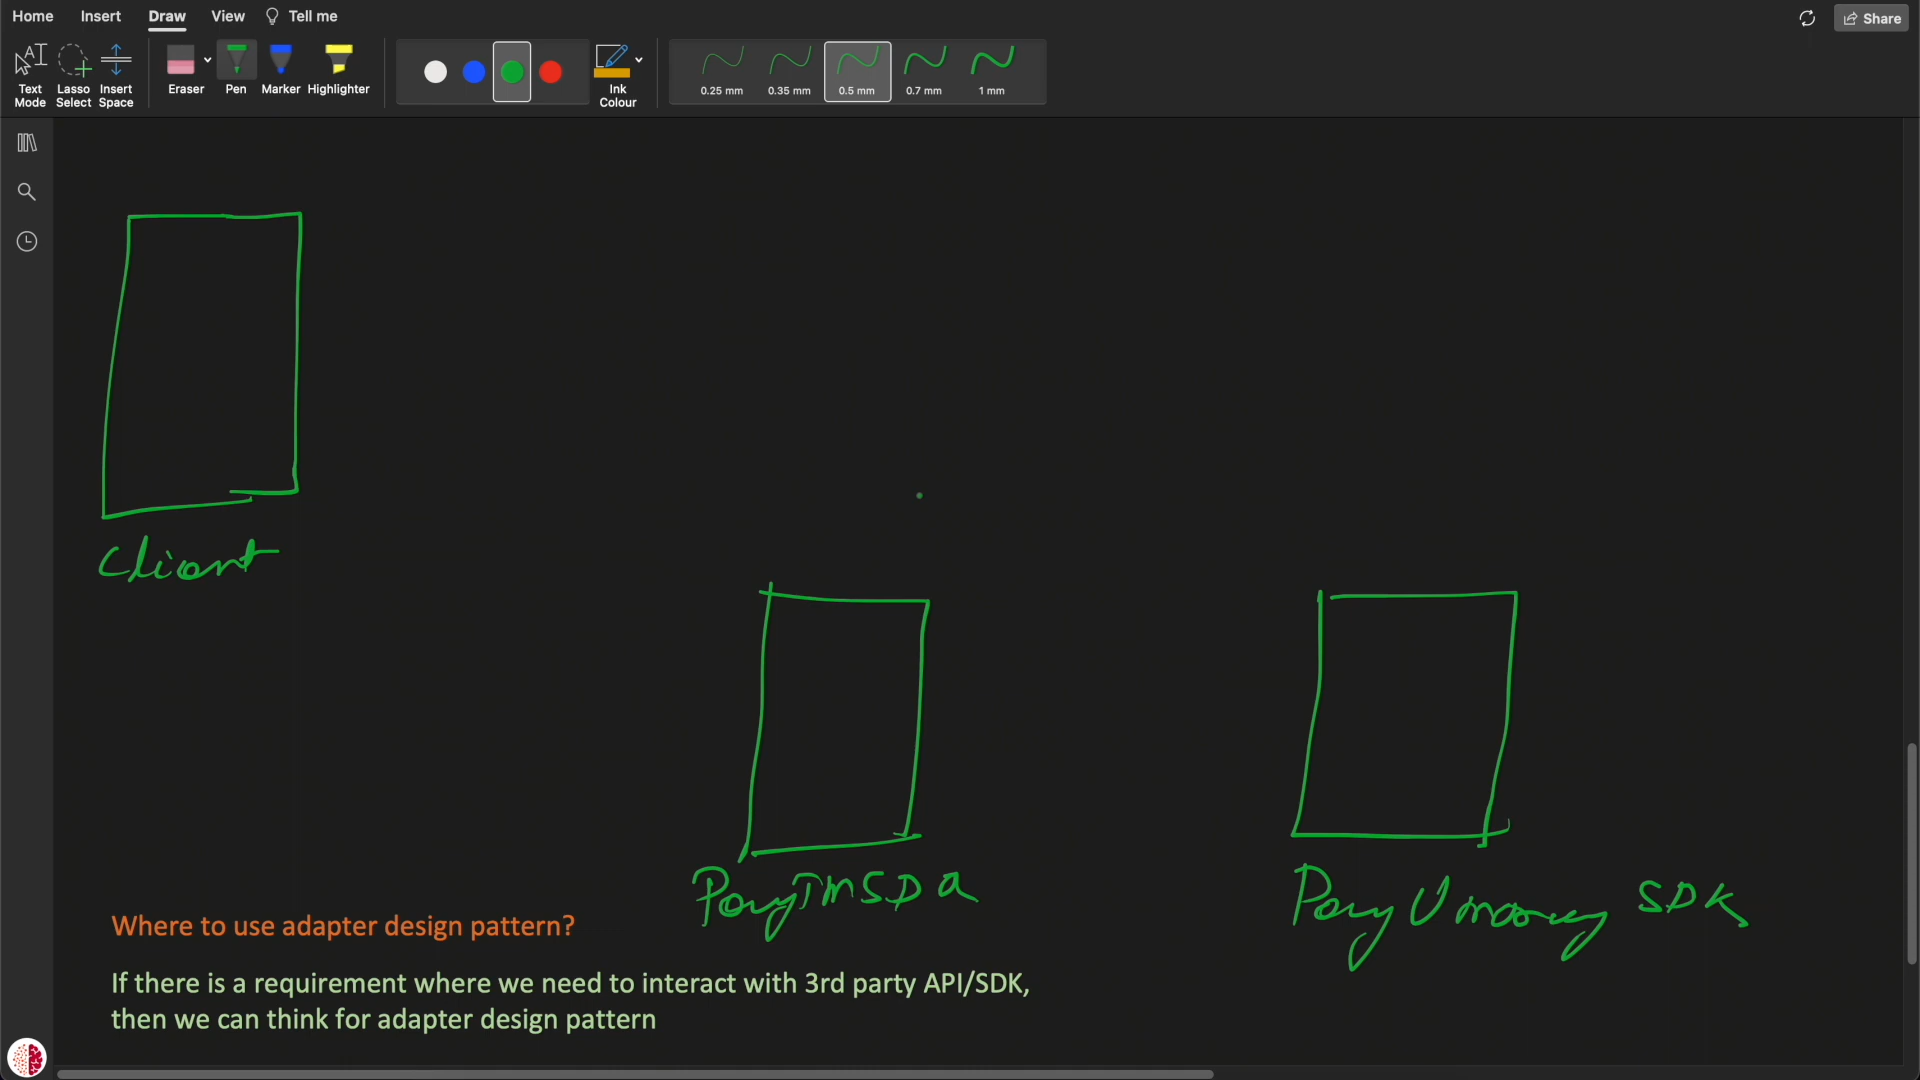 Home Insert Draw View Tell me
Share
Text Mode
Lasso Select
Insert Space
Eraser
Pen
Marker
Highlighter
Ink Colour
0.25 mm
0.35 mm
0.5 mm
0.7 mm
1 mm
Client
PayTmSDK
PayUmoney SDK
Where to use adapter design pattern?
If there is a requirement where we need to interact with 3rd party API/SDK,
then we can think for adapter design pattern